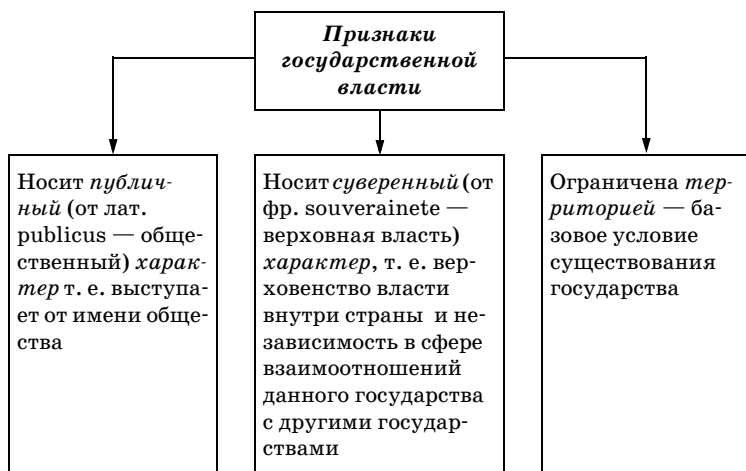 Признаки
государственной
власти
Носит публич-
ный (от лат.
publicus — обще-
ственный) харак-
тер т. е. выступа-
ет от имени обще-
ства
Носит суверенный (от
фр. souverainete —
верховная власть)
характер, т. е. вер-
ховенство власти
внутри страны и не-
зависимость в сфере
взаимоотношений
данного государства
с другими государ-
ствами
Ограничена тер-
риторией — ба-
зовое условие
существования
государства